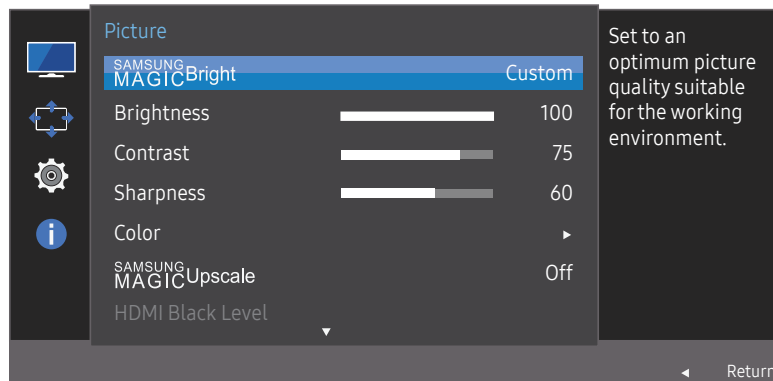 Picture
SAMSUNG
MAGICBright Custom
Brightness 100
Contrast 75
Sharpness 60
Color
SAMSUNG
MAGICUpscale Off
HDMI Black Level
Set to an
optimum picture
quality suitable
for the working
environment.
Return